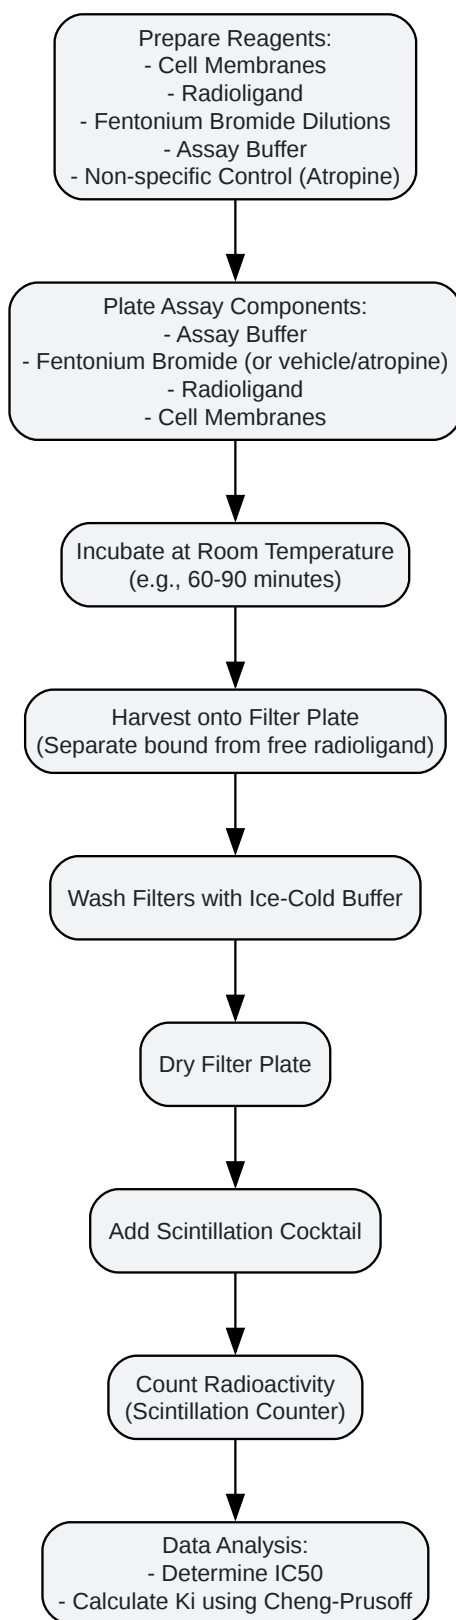 Prepare Reagents:
- Cell Membranes
- Radioligand
- Fentonium Bromide Dilutions
- Assay Buffer
- Non-specific Control (Atropine)
Plate Assay Components:
- Assay Buffer
- Fentonium Bromide (or vehicle/atropine)
- Radioligand
- Cell Membranes
Incubate at Room Temperature
(e.g., 60-90 minutes)
Harvest onto Filter Plate
(Separate bound from free radioligand)
Wash Filters with Ice-Cold Buffer
Dry Filter Plate
Add Scintillation Cocktail
Count Radioactivity
(Scintillation Counter)
Data Analysis:
- Determine IC50
- Calculate Ki using Cheng-Prusoff